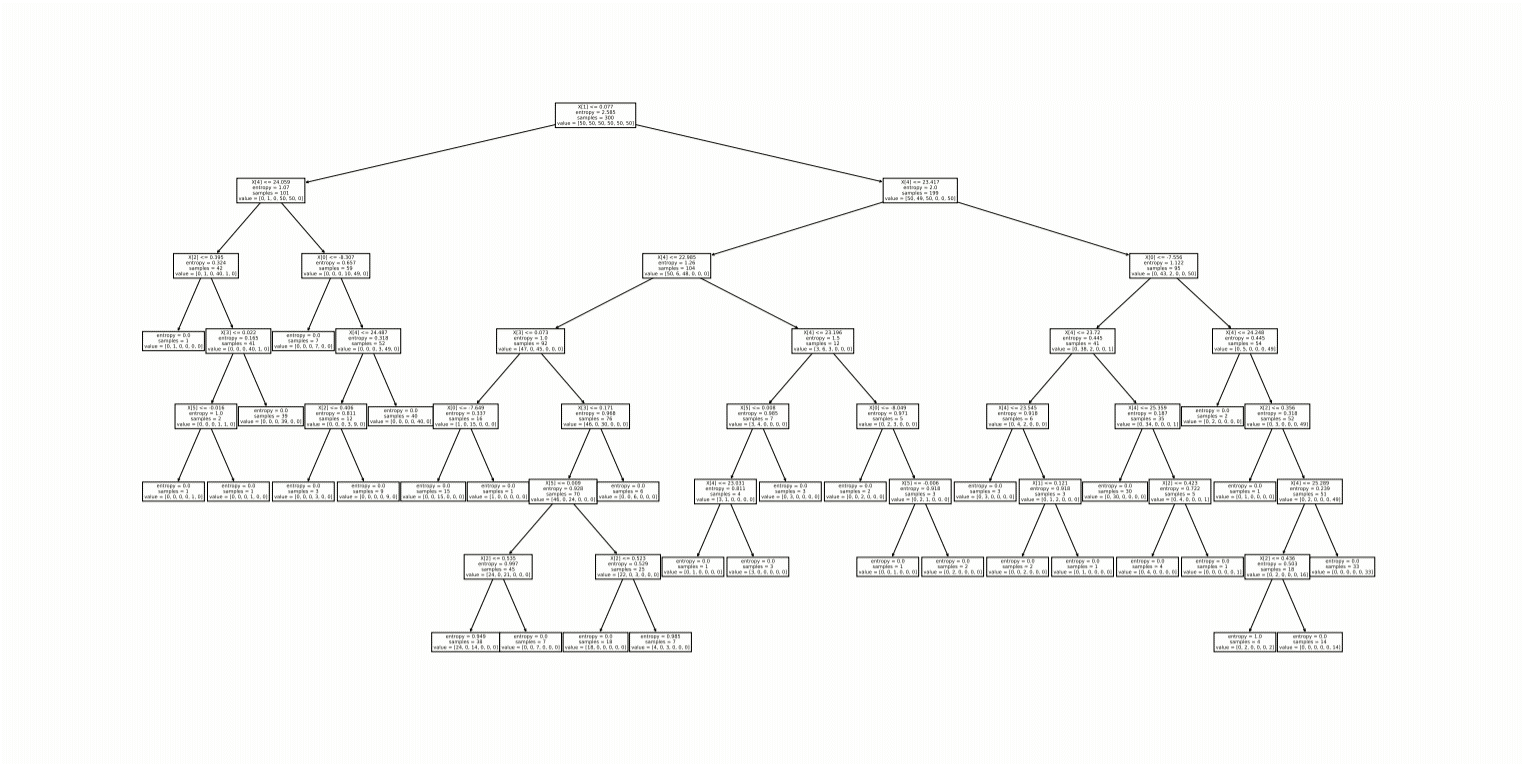 X[1] <= 0.077
entropy = 2.585
samples = 300
value = [50, 50, 50, 50, 50, 50]
X[4] <= 24.059
entropy = 1.07
samples = 101
value = [0, 1, 0, 50, 50, 0]
X[4] <= 23.417
entropy = 2.0
samples = 199
value = [50, 49, 50, 0, 0, 50]
X[2] <= 0.395
entropy = 0.324
samples = 42
value = [0, 1, 0, 40, 1, 0]
X[0] <= -8.307
entropy = 0.657
samples = 59
value = [0, 0, 0, 10, 49, 0]
X[4] <= 22.985
entropy = 1.26
samples = 104
value = [50, 6, 48, 0, 0, 0]
X[0] <= -7.556
entropy = 1.122
samples = 95
value = [0, 43, 2, 0, 0, 50]
entropy = 0.0
samples = 1
value = [0, 1, 0, 0, 0, 0]
X[3] <= 0.022
entropy = 0.165
samples = 41
value = [0, 0, 0, 40, 1, 0]
entropy = 0.0
samples = 7
value = [0, 0, 0, 7, 0, 0]
X[4] <= 24.487
entropy = 0.318
samples = 52
value = [0, 0, 0, 3, 49, 0]
X[3] <= 0.073
entropy = 1.0
samples = 92
value = [47, 0, 45, 0, 0, 0]
X[4] <= 23.196
entropy = 1.5
samples = 12
value = [3, 6, 3, 0, 0, 0]
X[4] <= 23.72
entropy = 0.445
samples = 41
value = [0, 38, 2, 0, 0, 1]
X[4] <= 24.248
entropy = 0.445
samples = 54
value = [0, 5, 0, 0, 0, 49]
X[5] <= -0.016
entropy = 1.0
samples = 2
value = [0, 0, 0, 1, 1, 0]
entropy = 0.0
samples = 39
value = [0, 0, 0, 39, 0, 0]
X[2] <= 0.406
entropy = 0.811
samples = 12
value = [0, 0, 0, 3, 9, 0]
entropy = 0.0
samples = 40
value = [0, 0, 0, 0, 40, 0]
X[0] <= -7.649
entropy = 0.337
samples = 16
value = [1, 0, 15, 0, 0, 0]
X[3] <= 0.171
entropy = 0.968
samples = 76
value = [46, 0, 30, 0, 0, 0]
X[5] <= 0.008
entropy = 0.985
samples = 7
value = [3, 4, 0, 0, 0, 0]
X[0] <= -8.049
entropy = 0.971
samples = 5
value = [0, 2, 3, 0, 0, 0]
X[4] <= 23.545
entropy = 0.918
samples = 6
value = [0, 4, 2, 0, 0, 0]
X[4] <= 25.359
entropy = 0.187
samples = 35
value = [0, 34, 0, 0, 0, 1]
entropy = 0.0
samples = 2
value = [0, 2, 0, 0, 0, 0]
X[2] <= 0.356
entropy = 0.318
samples = 52
value = [0, 3, 0, 0, 0, 49]
entropy = 0.0
samples = 1
value = [0, 0, 0, 0, 1, 0]
entropy = 0.0
samples = 1
value = [0, 0, 0, 1, 0, 0]
entropy = 0.0
samples = 3
value = [0, 0, 0, 3, 0, 0]
entropy = 0.0
samples = 9
value = [0, 0, 0, 0, 9, 0]
entropy = 0.0
samples = 15
value = [0, 0, 15, 0, 0, 0]
entropy = 0.0
samples = 1
value = [1, 0, 0, 0, 0, 0]
X[5] <= 0.009
entropy = 0.928
samples = 70
value = [46, 0, 24, 0, 0, 0]
entropy = 0.0
samples = 6
value = [0, 0, 6, 0, 0, 0]
X[4] <= 23.031
entropy = 0.811
samples = 4
value = [3, 1, 0, 0, 0, 0]
entropy = 0.0
samples = 3
value = [0, 3, 0, 0, 0, 0]
entropy = 0.0
samples = 2
value = [0, 0, 2, 0, 0, 0]
X[5] <= -0.006
entropy = 0.918
samples = 3
value = [0, 2, 1, 0, 0, 0]
entropy = 0.0
samples = 3
value = [0, 3, 0, 0, 0, 0]
X[1] <= 0.121
entropy = 0.918
samples = 3
value = [0, 1, 2, 0, 0, 0]
entropy = 0.0
samples = 30
value = [0, 30, 0, 0, 0, 0]
X[2] <= 0.423
entropy = 0.722
samples = 5
value = [0, 4, 0, 0, 0, 1]
entropy = 0.0
samples = 1
value = [0, 1, 0, 0, 0, 0]
X[4] <= 25.289
entropy = 0.239
samples = 51
value = [0, 2, 0, 0, 0, 49]
X[2] <= 0.535
entropy = 0.997
samples = 45
value = [24, 0, 21, 0, 0, 0]
X[2] <= 0.523
entropy = 0.529
samples = 25
value = [22, 0, 3, 0, 0, 0]
entropy = 0.0
samples = 1
value = [0, 1, 0, 0, 0, 0]
entropy = 0.0
samples = 3
value = [3, 0, 0, 0, 0, 0]
entropy = 0.0
samples = 1
value = [0, 0, 1, 0, 0, 0]
entropy = 0.0
samples = 2
value = [0, 2, 0, 0, 0, 0]
entropy = 0.0
samples = 2
value = [0, 0, 2, 0, 0, 0]
entropy = 0.0
samples = 1
value = [0, 1, 0, 0, 0, 0]
entropy = 0.0
samples = 4
value = [0, 4, 0, 0, 0, 0]
entropy = 0.0
samples = 1
value = [0, 0, 0, 0, 0, 1]
X[2] <= 0.436
entropy = 0.503
samples = 18
value = [0, 2, 0, 0, 0, 16]
entropy = 0.0
samples = 33
value = [0, 0, 0, 0, 0, 33]
entropy = 0.949
samples = 38
value = [24, 0, 14, 0, 0, 0]
entropy = 0.0
samples = 7
value = [0, 0, 7, 0, 0, 0]
entropy = 0.0
samples = 18
value = [18, 0, 0, 0, 0, 0]
entropy = 0.985
samples = 7
value = [4, 0, 3, 0, 0, 0]
entropy = 1.0
samples = 4
value = [0, 2, 0, 0, 0, 2]
entropy = 0.0
samples = 14
value = [0, 0, 0, 0, 0, 14]